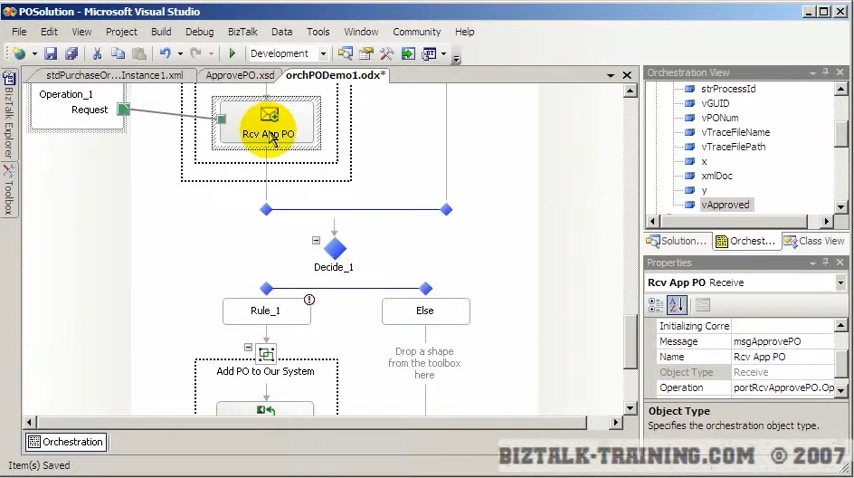 POSolution - Microsoft Visual Studio
File Edit View Project Build Debug Data Tools Window Community Help
Development
stdPurchaseOr...Instance1.xml ApprovePO.xsd orchPODemo1.odx*
BizTalk Explorer
Toolbox
Operation_1
Request
Rcv App PO
Decide_1
Rule_1
Else
Add PO to Our System
Drop a shape
from the toolbox
here
Orchestration
Item(s) Saved
Orchestration View
strProcessId
vGUID
vPONum
vTraceFileName
vTraceFilePath
x
xmlDoc
y
vApproved
Solution... Orchest... Class View
Properties
Rcv App PO Receive
Initializing Corre
Message msgApprovePO
Name Rcv App PO
Object Type Receive
Operation portRcvApprovePO.Op
Object Type
Specifies the orchestration object type.
BIZTALK-TRAINING.COM © 2007